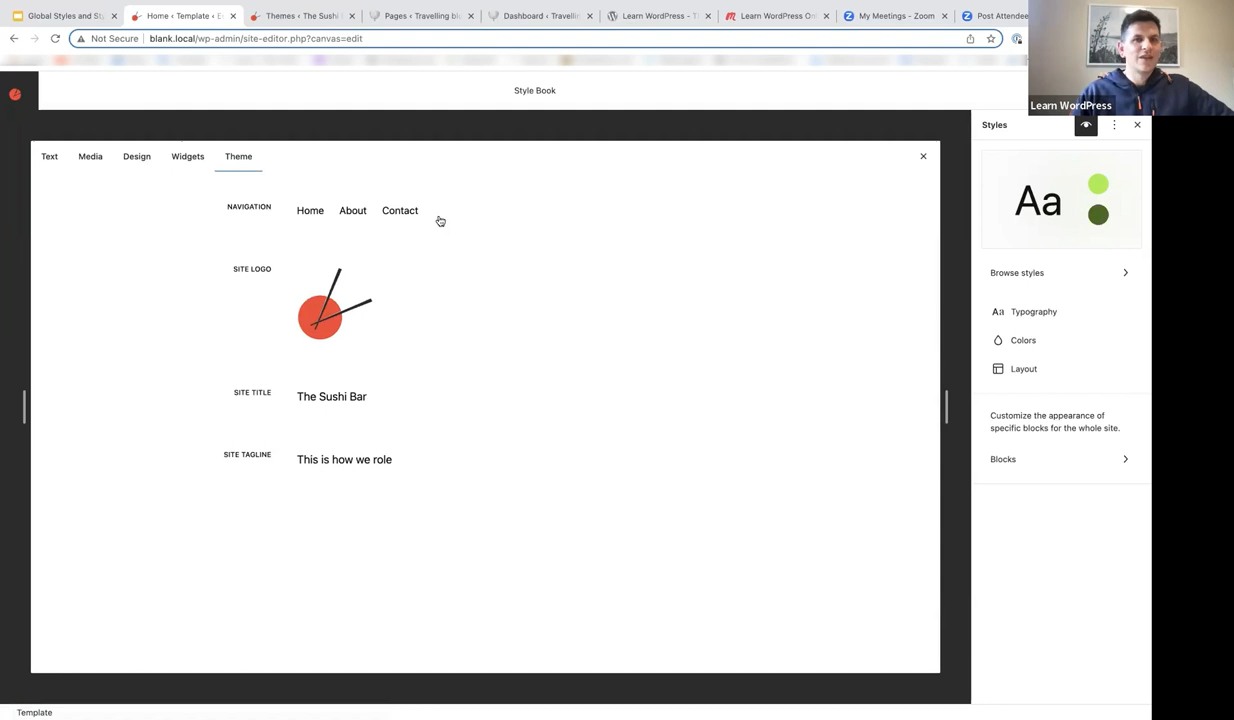 Global Styles and Sty
Home ‹ Template ‹ E
Themes ‹ The Sushi
Pages ‹ Travelling bl
Dashboard ‹ Travellin
Learn WordPress - T
Learn WordPress On
My Meetings - Zoom
Post Attendee
Not Secure
blank.local/wp-admin/site-editor.php?canvas=edit
Style Book
Learn WordPress
Styles
Text
Media
Design
Widgets
Theme
NAVIGATION
Home
About
Contact
SITE LOGO
SITE TITLE
The Sushi Bar
SITE TAGLINE
This is how we role
Aa
Browse styles
Aa Typography
Colors
Layout
Customize the appearance of
specific blocks for the whole site.
Blocks
Template